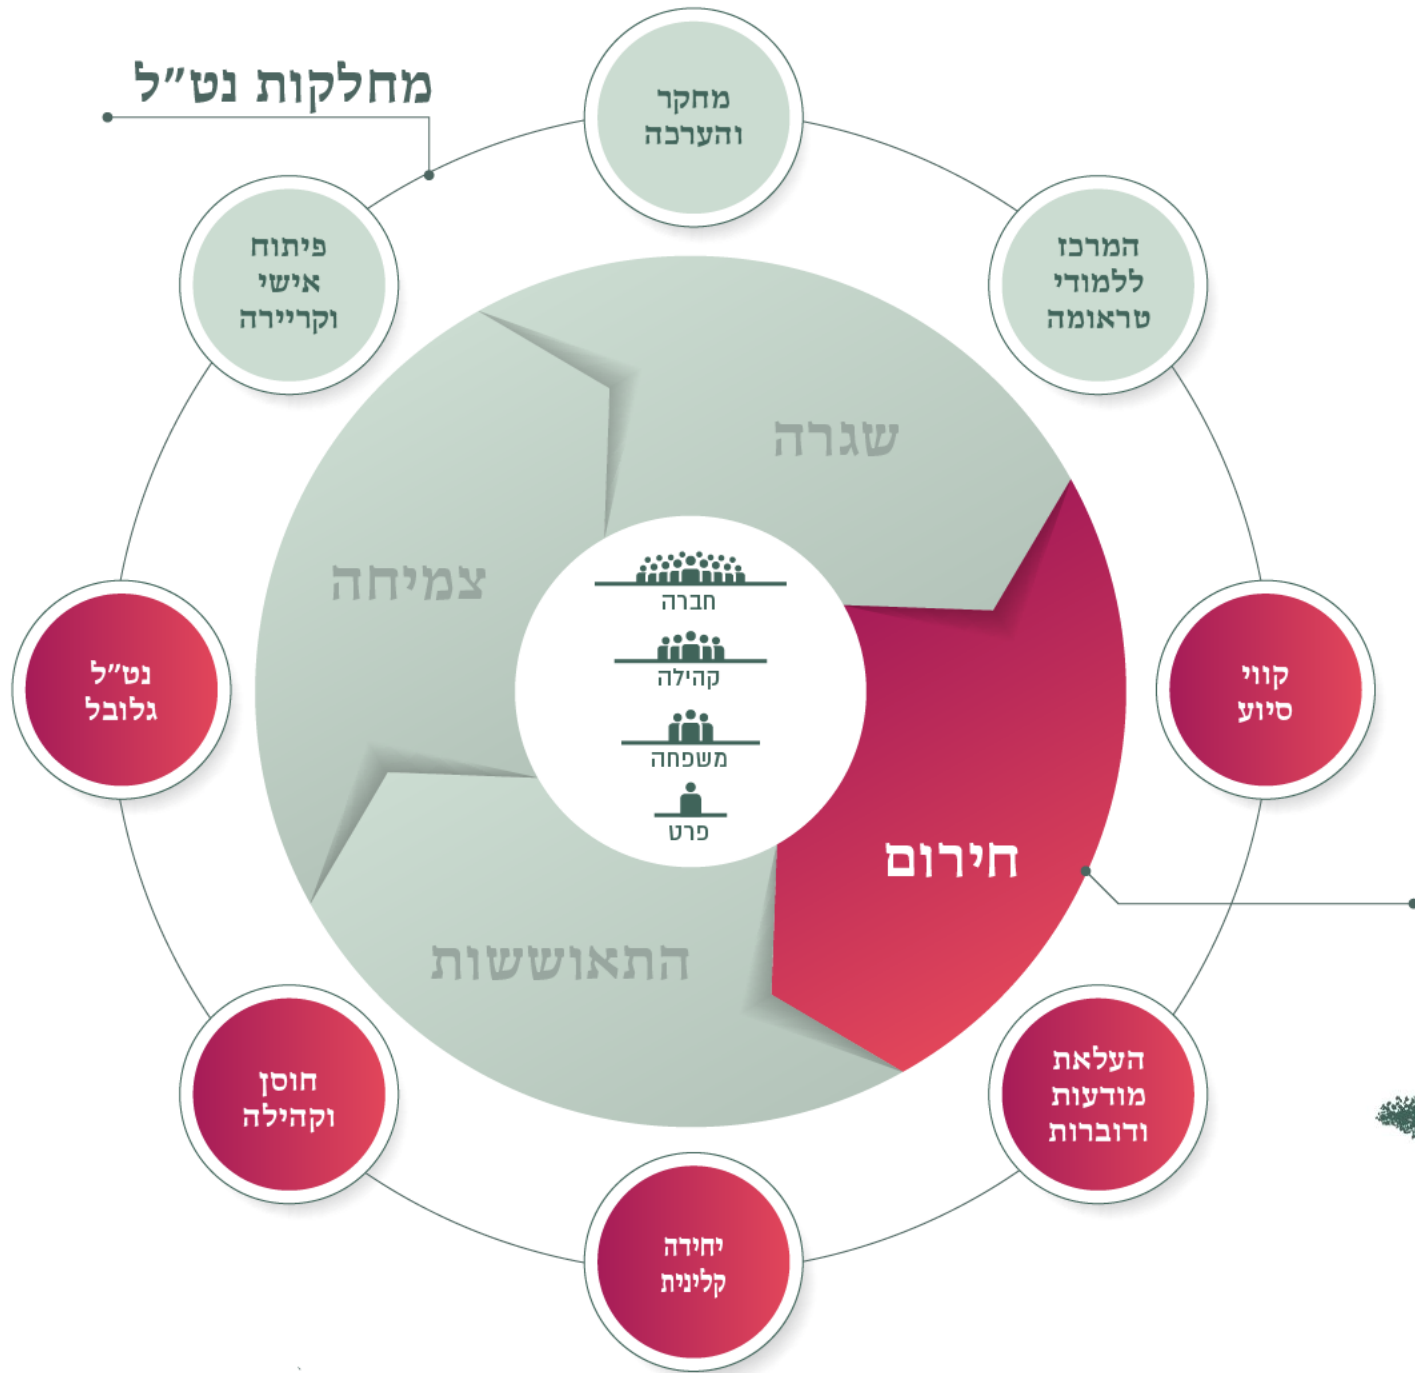 מחלקות נט"ל
מחקר
והערכה
המרכז
ללמודי
טראומה
קווי
סיוע
העלאת
מודעות
ודוברות
יחידה
קלינית
חוסן
וקהילה
נט"ל
גלובל
פיתוח
אישי
וקריירה
שגרה
חירום
התאוששות
צמיחה
חברה
קהילה
משפחה
פרט